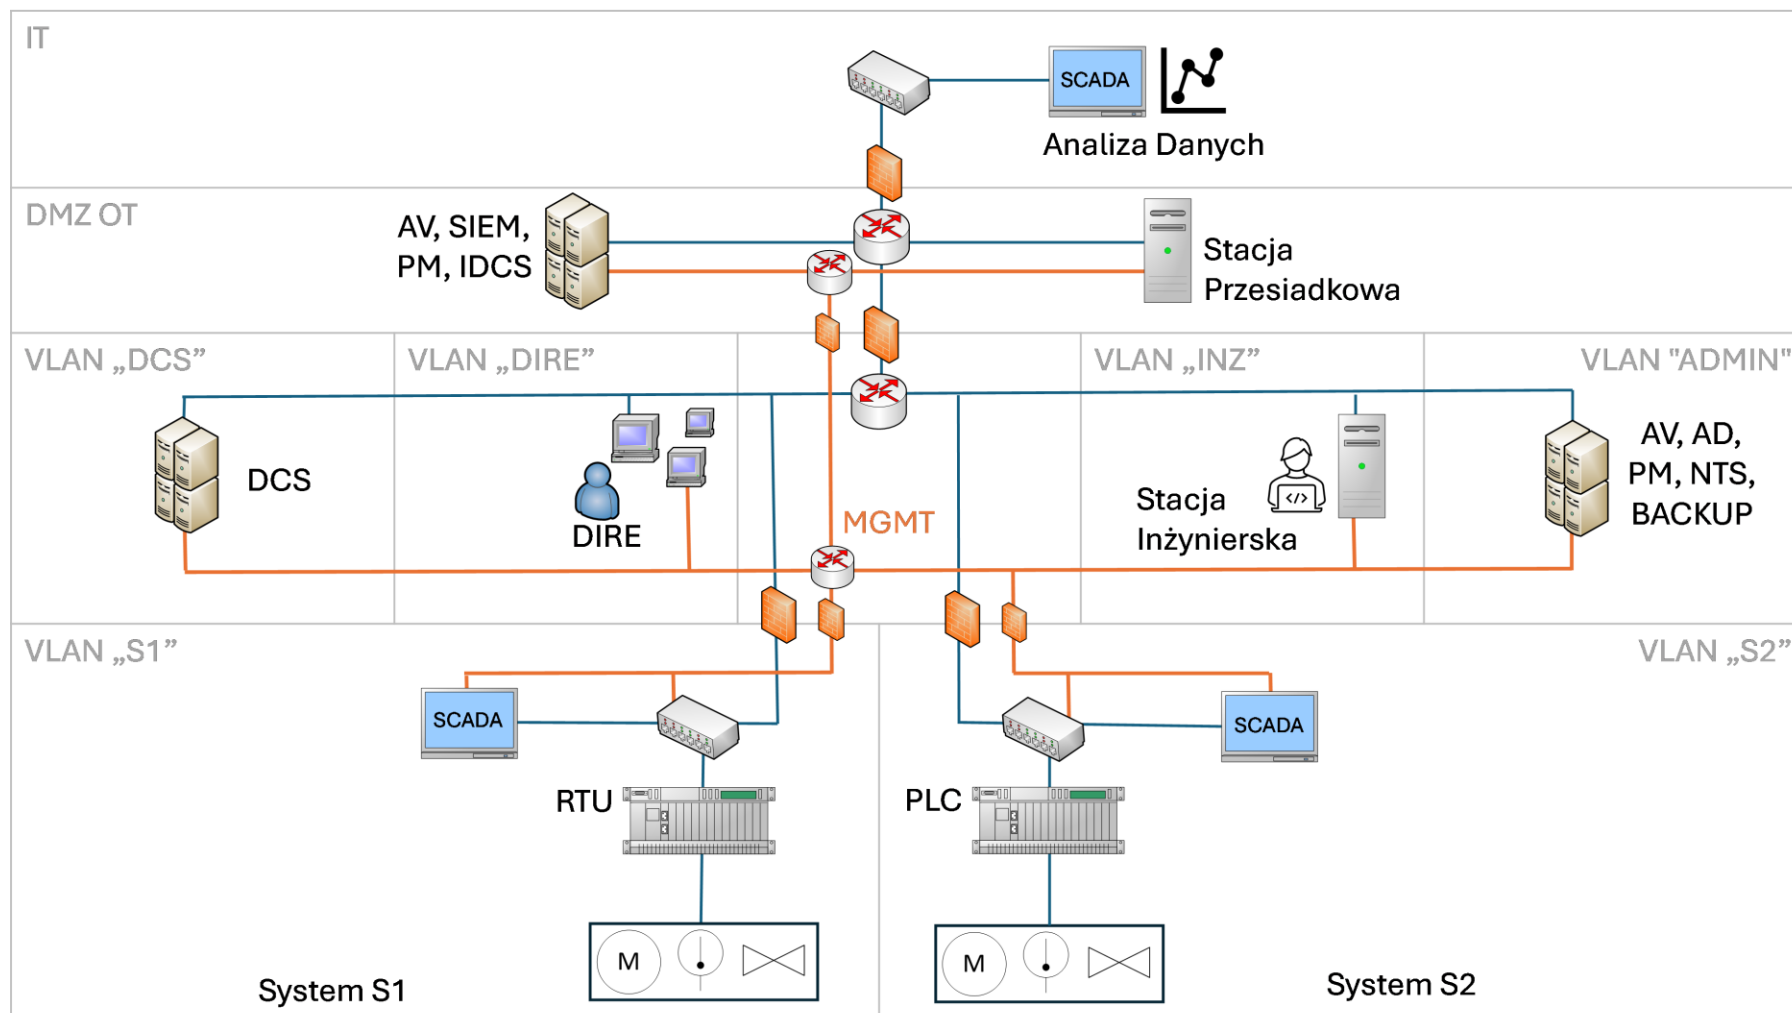 IT
SCADA
Analiza Danych
DMZ OT
AV, SIEM,
PM, IDCS
Stacja
Przesiadkowa
VLAN „DCS”
VLAN „DIRE”
VLAN „INZ”
VLAN "ADMIN"
DCS
DIRE
MGMT
Stacja
Inżynierska
AV, AD,
PM, NTS,
BACKUP
VLAN „S1”
VLAN „S2”
SCADA
SCADA
RTU
PLC
M
M
System S1
System S2